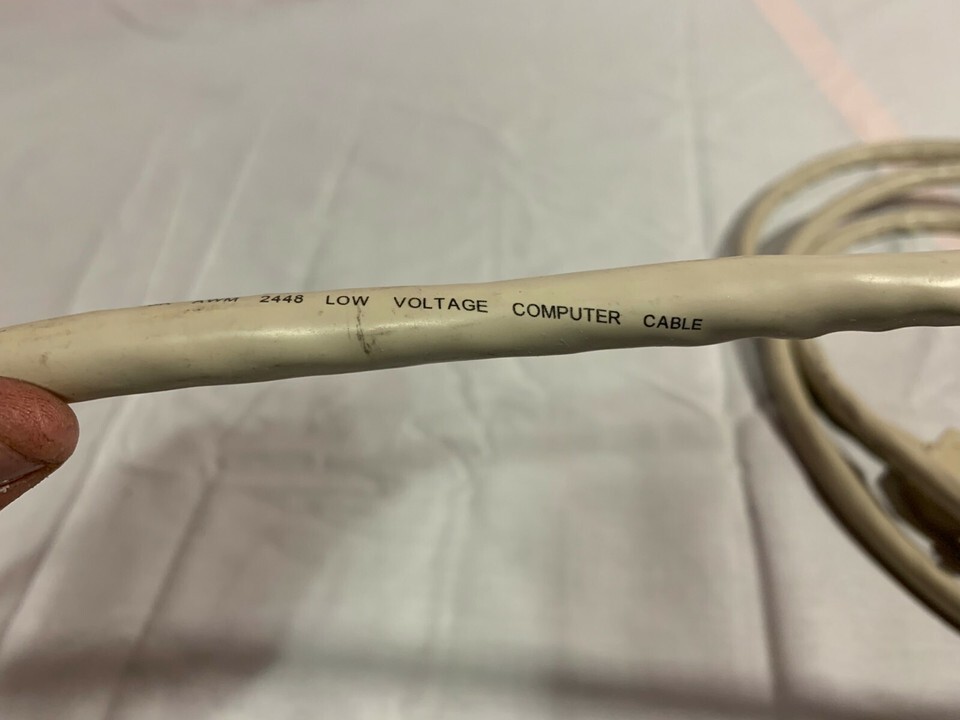 AWM 2448 LOW VOLTAGE COMPUTER CABLE